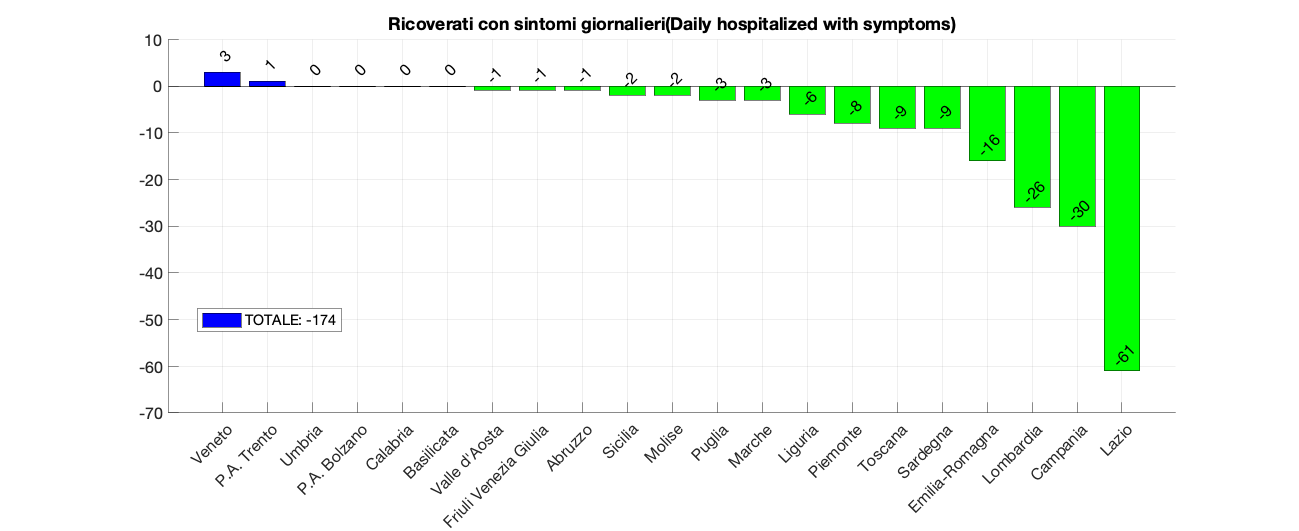 Ricoverati con sintomi giornalieri(Daily hospitalized with symptoms)
10
0
-10
-20
-30
-40
-50
-60
-70
3
1
0
0
0
0
-1
-1
-1
-2
-2
-3
-3
-6
-8
-9
-9
-16
-26
-30
-61
TOTALE: -174
Veneto
P.A. Trento
Umbria
P.A. Bolzano
Calabria
Basilicata
Valle d'Aosta
Friuli Venezia Giulia
Abruzzo
Sicilia
Molise
Puglia
Marche
Liguria
Piemonte
Toscana
Sardegna
Emilia-Romagna
Lombardia
Campania
Lazio